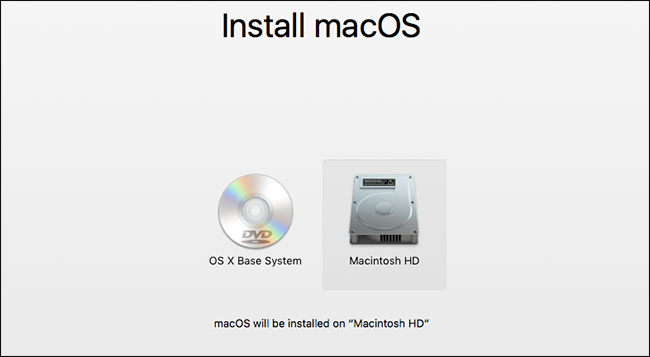 Install macOS
DVD
OS X Base System
Macintosh HD
macOS will be installed on “Macintosh HD”